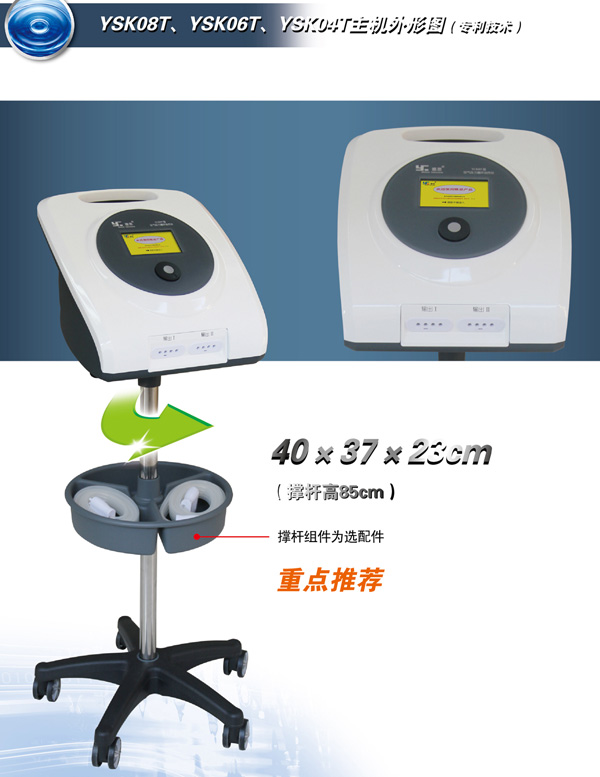 YSK08T、YSK06T、YSK04T主机外形图（专利技术）
输出 I 输出 II
输出 I 输出 II
40×37×23cm
（撑杆高85cm）
撑杆组件为选配件
重点推荐